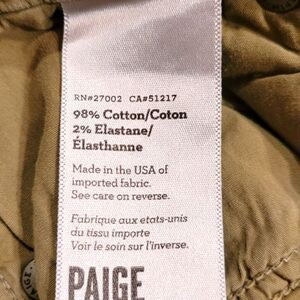 RN#27002 CA#51217
98% Cotton/Coton
2% Elastane/
Élasthanne
Made in the USA of
imported fabric.
See care on reverse.
Fabrique aux etats-unis
du tissu importe
Voir le soin sur l'inverse.
PAIGE